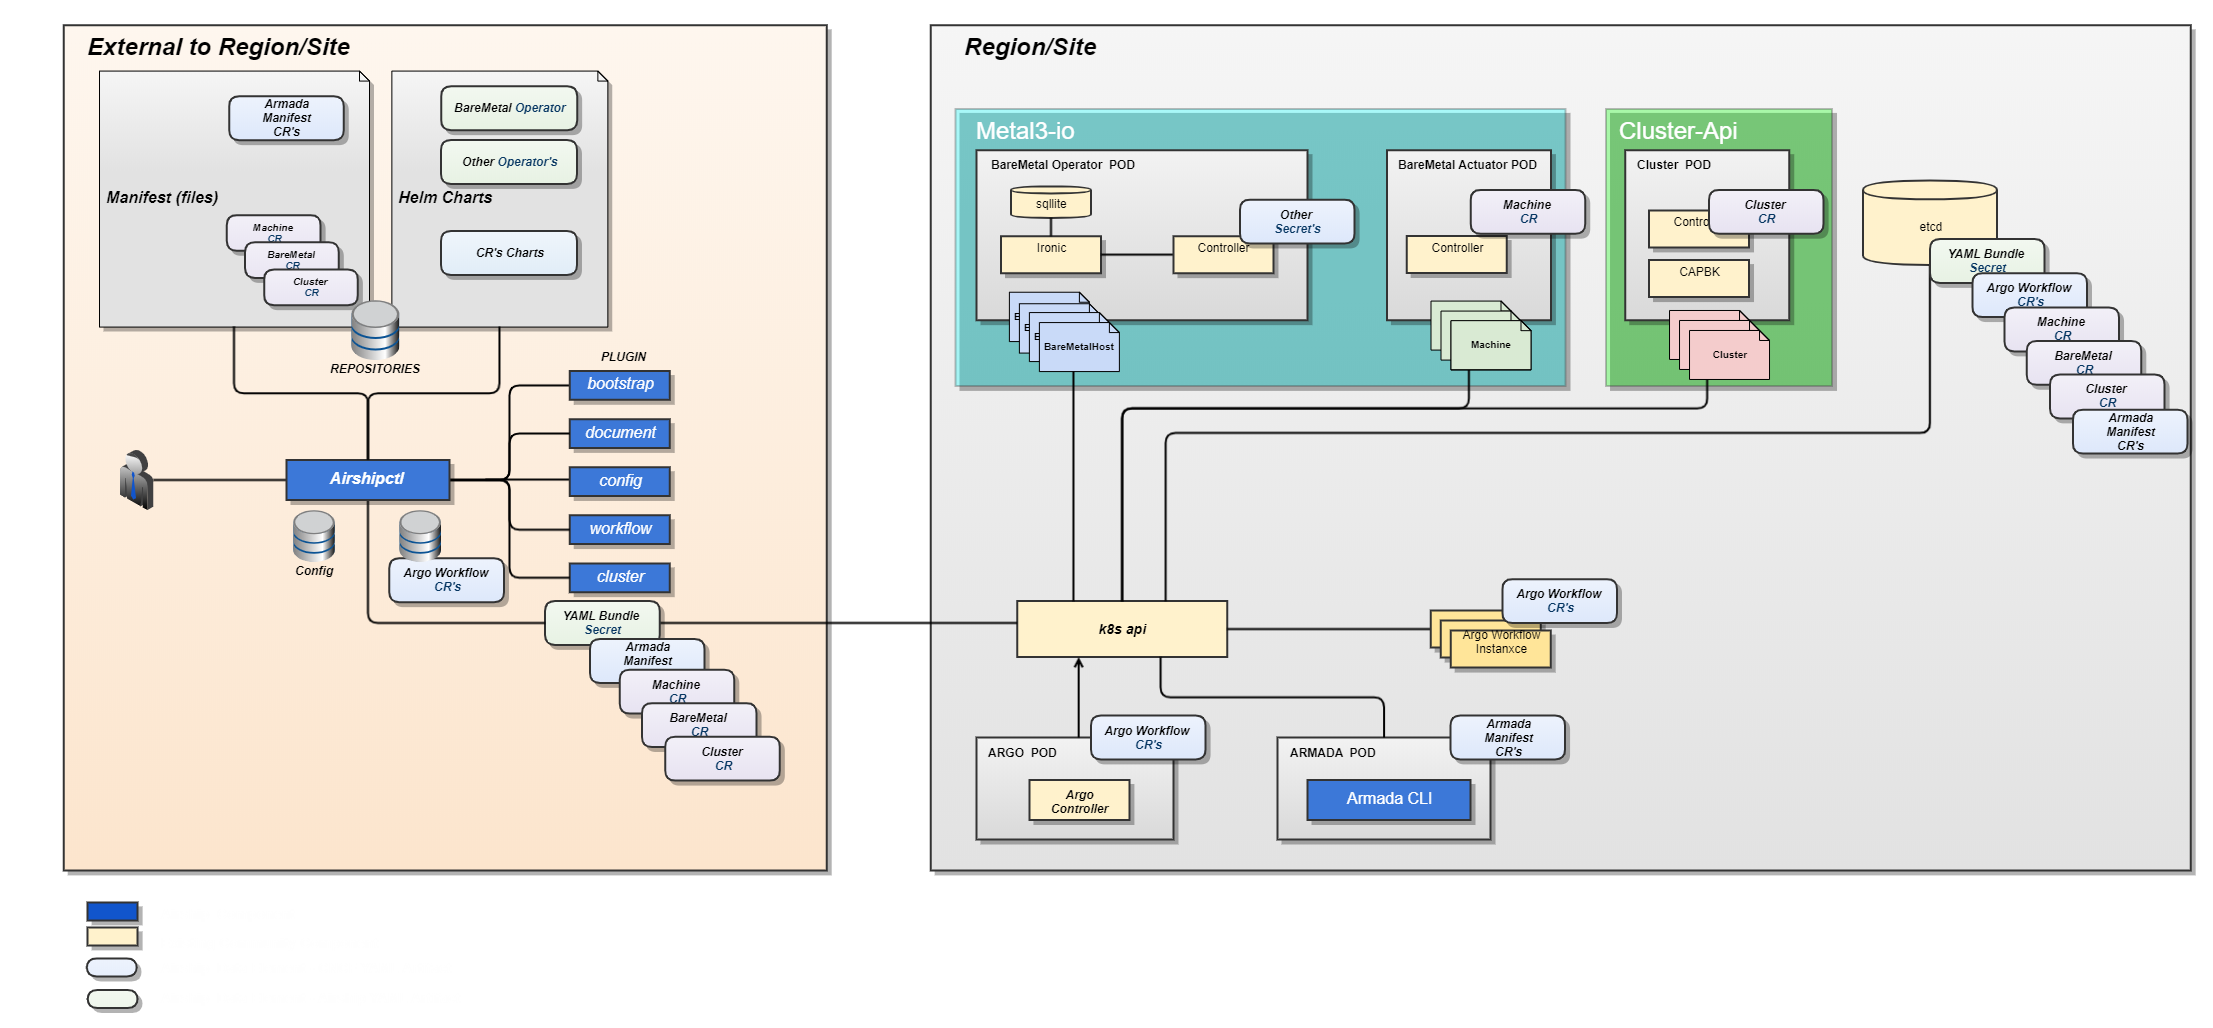 External to Region/Site
Armada
Manifest
CR's
Manifest (files)
Machine
CR
BareMetal
CR
Cluster
CR
BareMetal Operator
Other Operator's
Helm Charts
CR's Charts
REPOSITORIES
PLUGIN
bootstrap
document
config
workflow
cluster
Airshipctl
Config
Argo Workflow
CR's
YAML Bundle
Secret
Armada
Manifest
Machine
CR
BareMetal
CR
Cluster
CR
Region/Site
Metal3-io
BareMetal Operator POD
sqllite
Ironic
Controller
Other
Secret's
BareMetalHost
BareMetal Actuator POD
Machine
CR
Controller
Machine
Cluster-Api
Cluster POD
Contro
Cluster
CR
CAPBK
Cluster
etcd
YAML Bundle
Secret
Argo Workflow
CR's
Machine
CR
BareMetal
CR
Cluster
CR
Armada
Manifest
CR's
k8s api
Argo Workflow
CR's
Argo Workflow
Instanxce
ARGO POD
Argo Workflow
CR's
Argo
Controller
ARMADA POD
Armada
Manifest
CR's
Armada CLI